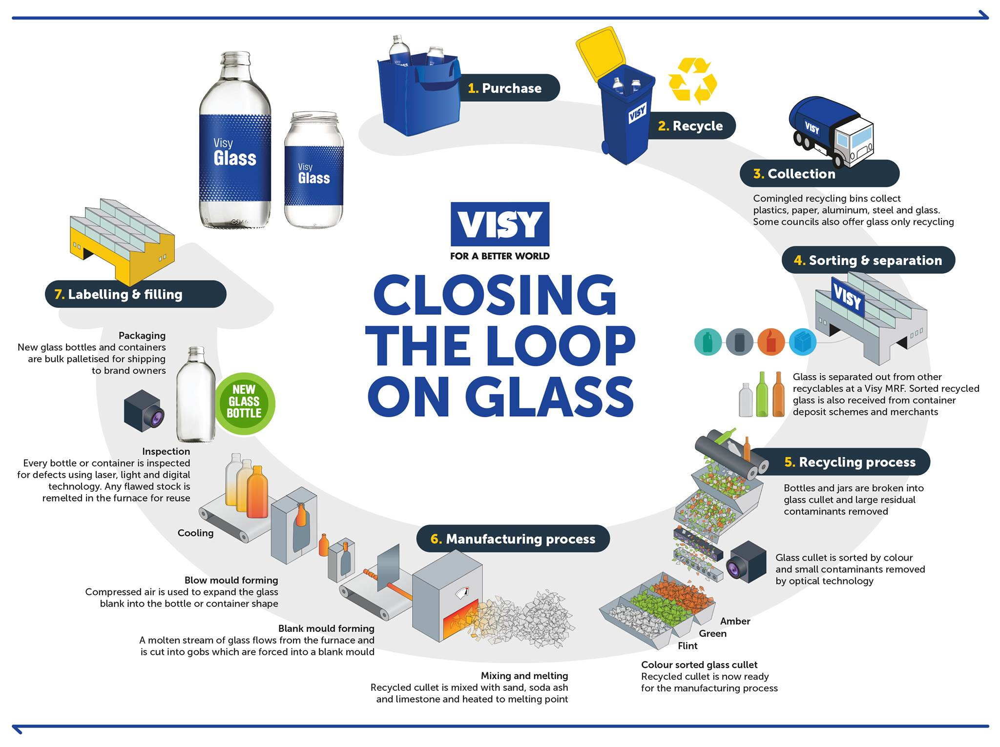 Visy
Glass
Visy
Glass
1. Purchase
VISY
2. Recycle
VISY
3. Collection
Comingled recycling bins collect
plastics, paper, aluminum, steel and glass.
Some councils also offer glass only recycling
4. Sorting & separation
VISY
Glass is separated out from other
recyclables at a Visy MRF. Sorted recycled
glass is also received from container
deposit schemes and merchants
5. Recycling process
Bottles and jars are broken into
glass cullet and large residual
contaminants removed
Glass cullet is sorted by colour
and small contaminants removed
by optical technology
Amber
Green
Flint
Colour sorted glass cullet
Recycled cullet is now ready
for the manufacturing process
6. Manufacturing process
Mixing and melting
Recycled cullet is mixed with sand, soda ash
and limestone and heated to melting point
Blank mould forming
A molten stream of glass flows from the furnace and
is cut into gobs which are forced into a blank mould
Blow mould forming
Compressed air is used to expand the glass
blank into the bottle or container shape
Cooling
Inspection
Every bottle or container is inspected
for defects using laser, light and digital
technology. Any flawed stock is
remelted in the furnace for reuse
NEW
GLASS
BOTTLE
Packaging
New glass bottles and containers
are bulk palletised for shipping
to brand owners
7. Labelling & filling
VISY
FOR A BETTER WORLD
CLOSING
THE LOOP
ON GLASS